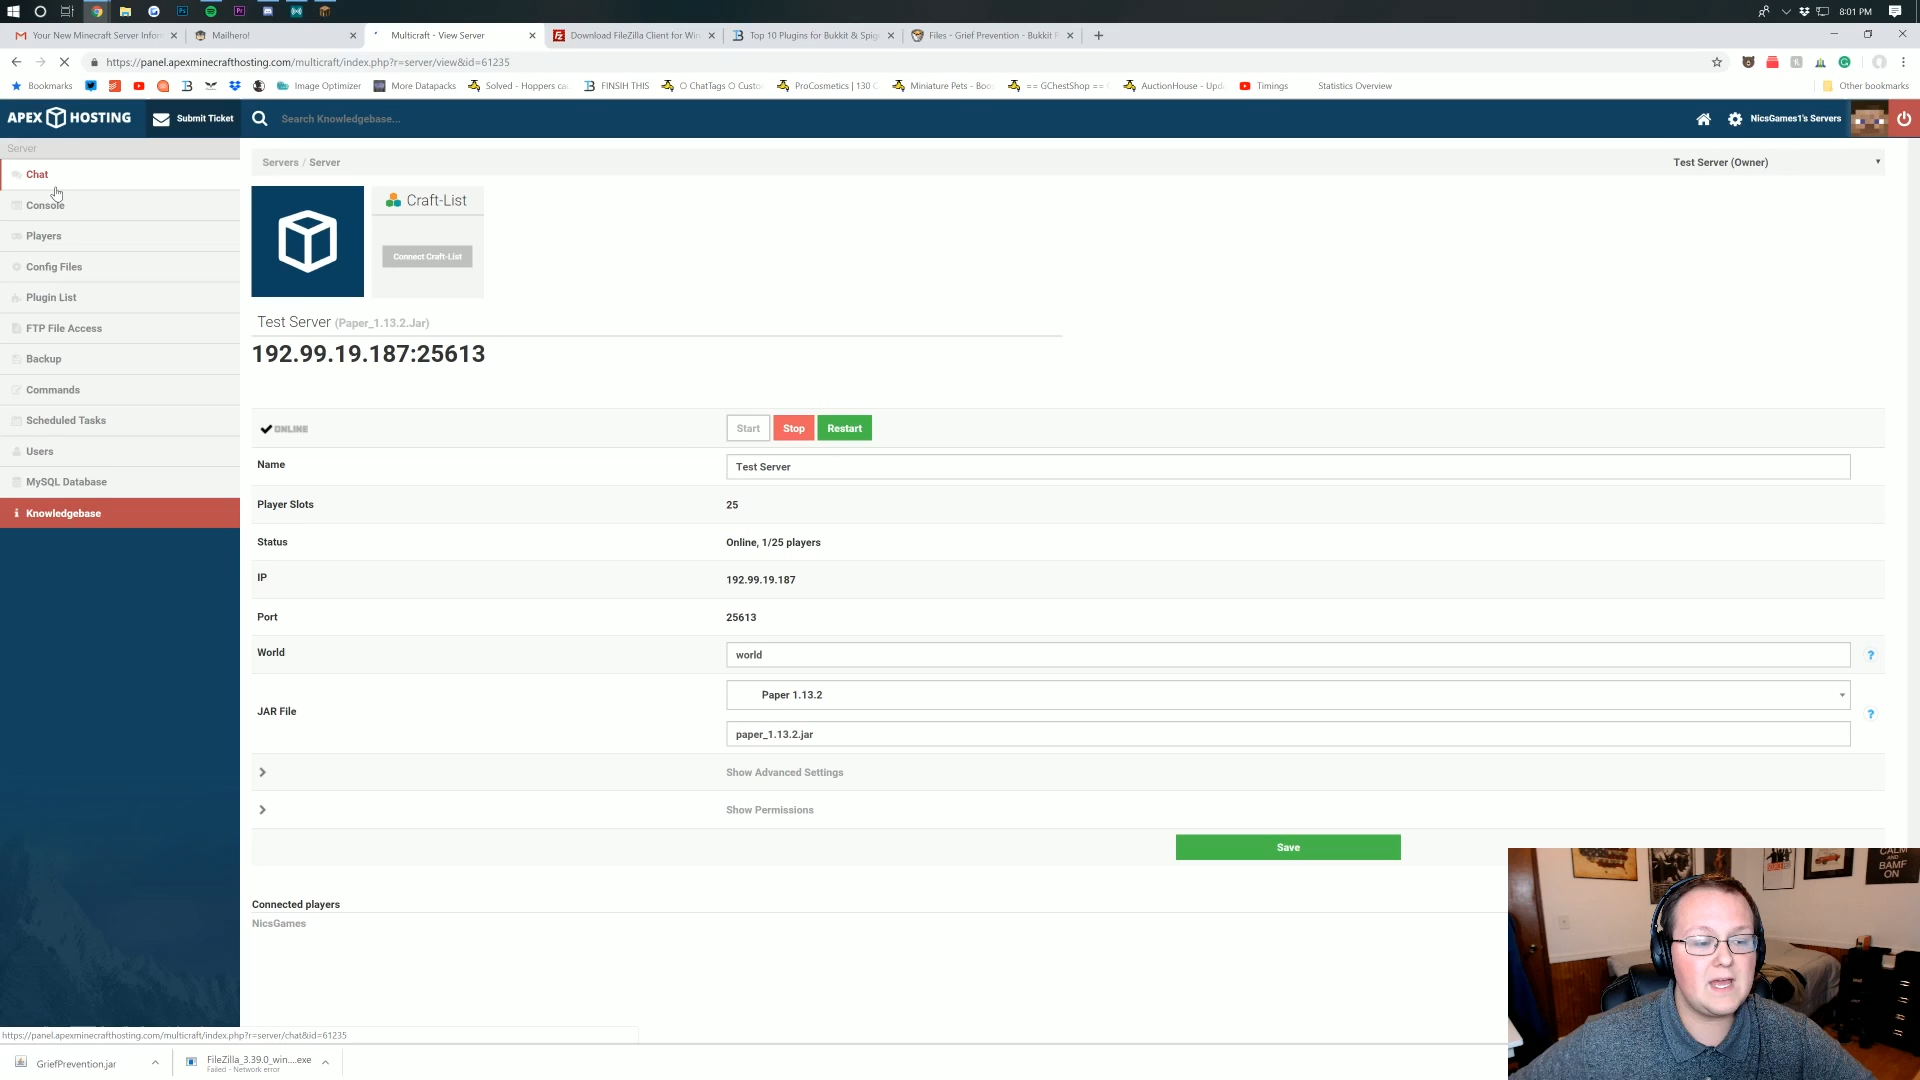 8:01 PM
Your New Minecraft Server Inforr
Mailhero!
Multicraft - View Server
Download FileZilla Client for Win
Top 10 Plugins for Bukkit & Spig
Files - Grief Prevention - Bukkit P
https://panel.apexminecrafthosting.com/multicraft/index.php?r=server/view&id=61235
Bookmarks
Image Optimizer
More Datapacks
Solved - Hoppers ca
FINSIH THIS
O ChatTags O Custo
ProCosmetics | 130 C
Miniature Pets - Boo
== GChestShop ==
AuctionHouse - Upd
Timings
Statistics Overview
Other bookmarks
APEX HOSTING
Submit Ticket
Search Knowledgebase...
NicsGames1's Servers
Server
Chat
Console
Players
Config Files
Plugin List
FTP File Access
Backup
Commands
Scheduled Tasks
Users
MySQL Database
Knowledgebase
Servers / Server
Test Server (Owner)
Craft-List
Connect Craft-List
Test Server (Paper_1.13.2.Jar)
192.99.19.187:25613
ONLINE
Start
Stop
Restart
Name
Test Server
Player Slots
25
Status
Online, 1/25 players
IP
192.99.19.187
Port
25613
World
world
?
JAR File
Paper 1.13.2
?
paper_1.13.2.jar
Show Advanced Settings
Show Permissions
Save
Connected players
NicsGames
CALM
AND
BAMF
ON
https://panel.apexminecrafthosting.com/multicraft/index.php?r=server/chat&id=61235
GriefPrevention.jar
FileZilla_3.39.0_win....exe
Failed - Network error